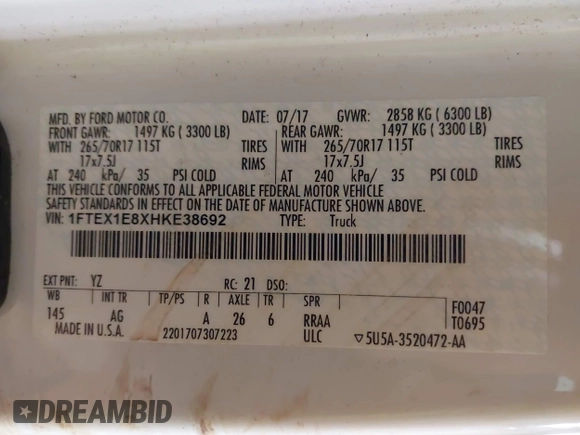 MFD. BY FORD MOTOR CO. DATE: 07/17 GVWR: 2858 KG ( 6300 LB)
FRONT GAWR: 1497 KG ( 3300 LB) REAR GAWR: 1497 KG ( 3300 LB)
WITH 265/70R17 115T TIRES WITH 265/70R17 115T TIRES
17x7.5J RIMS 17x7.5J RIMS
AT 240 kPa/ 35 PSI COLD AT 240 kPa/ 35 PSI COLD
THIS VEHICLE CONFORMS TO ALL APPLICABLE FEDERAL MOTOR VEHICLE
SAFETY STANDARDS IN EFFECT ON THE DATE OF MANUFACTURE SHOWN ABOVE.
VIN: 1FTEX1E8XHKE38692 TYPE: Truck
EXT PNT: YZ RC: 21 DSO:
WB INT TR TP/PS R AXLE TR SPR F0047
145 AG A 26 6 RRAA T0695
MADE IN U.S.A. 2201707307223 ULC ▽5U5A-3520472-AA
DREAMBID